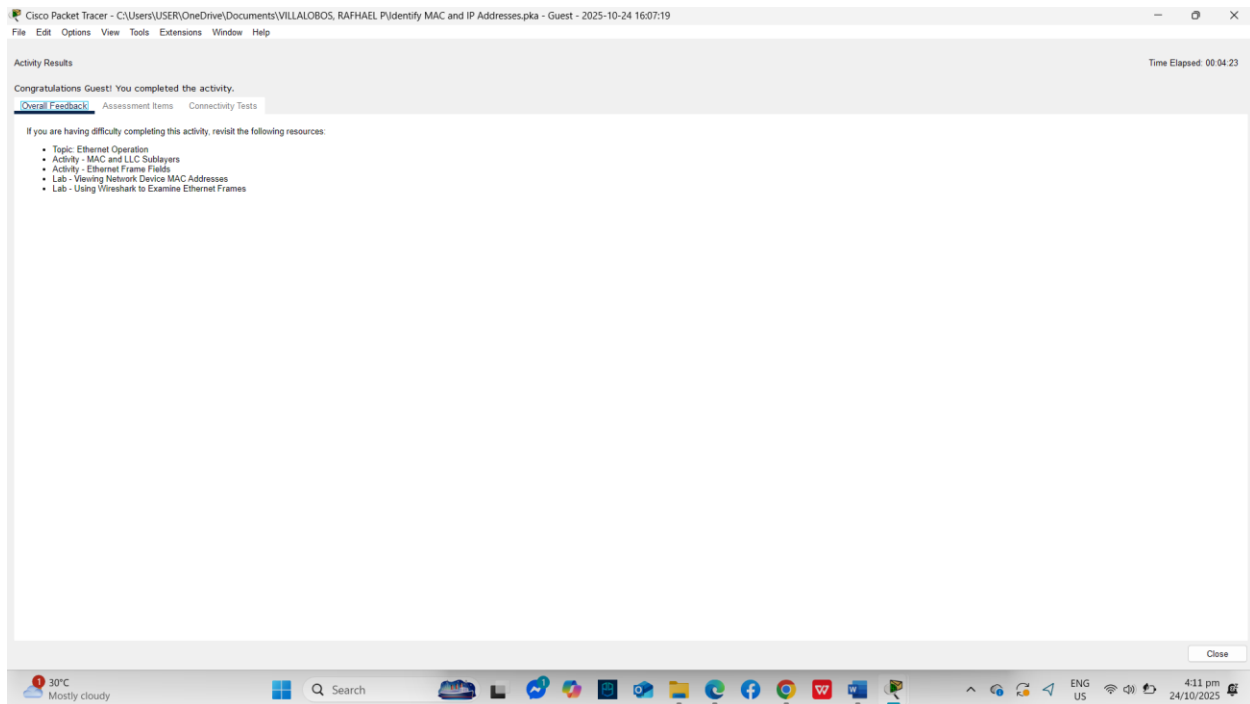 Cisco Packet Tracer - C:\Users\USER\OneDrive\Documents\VILLALOBOS, RAFHAEL P\Identify MAC and IP Addresses.pka - Guest - 2025-10-24 16:07:19
File Edit Options View Tools Extensions Window Help
Activity Results Time Elapsed: 00:04:23
Congratulations Guest! You completed the activity.
Overall Feedback Assessment Items Connectivity Tests
If you are having difficulty completing this activity, revisit the following resources:
• Topic: Ethernet Operation
• Activity - MAC and LLC Sublayers
• Activity - Ethernet Frame Fields
• Lab - Viewing Network Device MAC Addresses
• Lab - Using Wireshark to Examine Ethernet Frames
Close
1 30°C
Mostly cloudy
Search
1
ENG
US
4:11 pm
24/10/2025